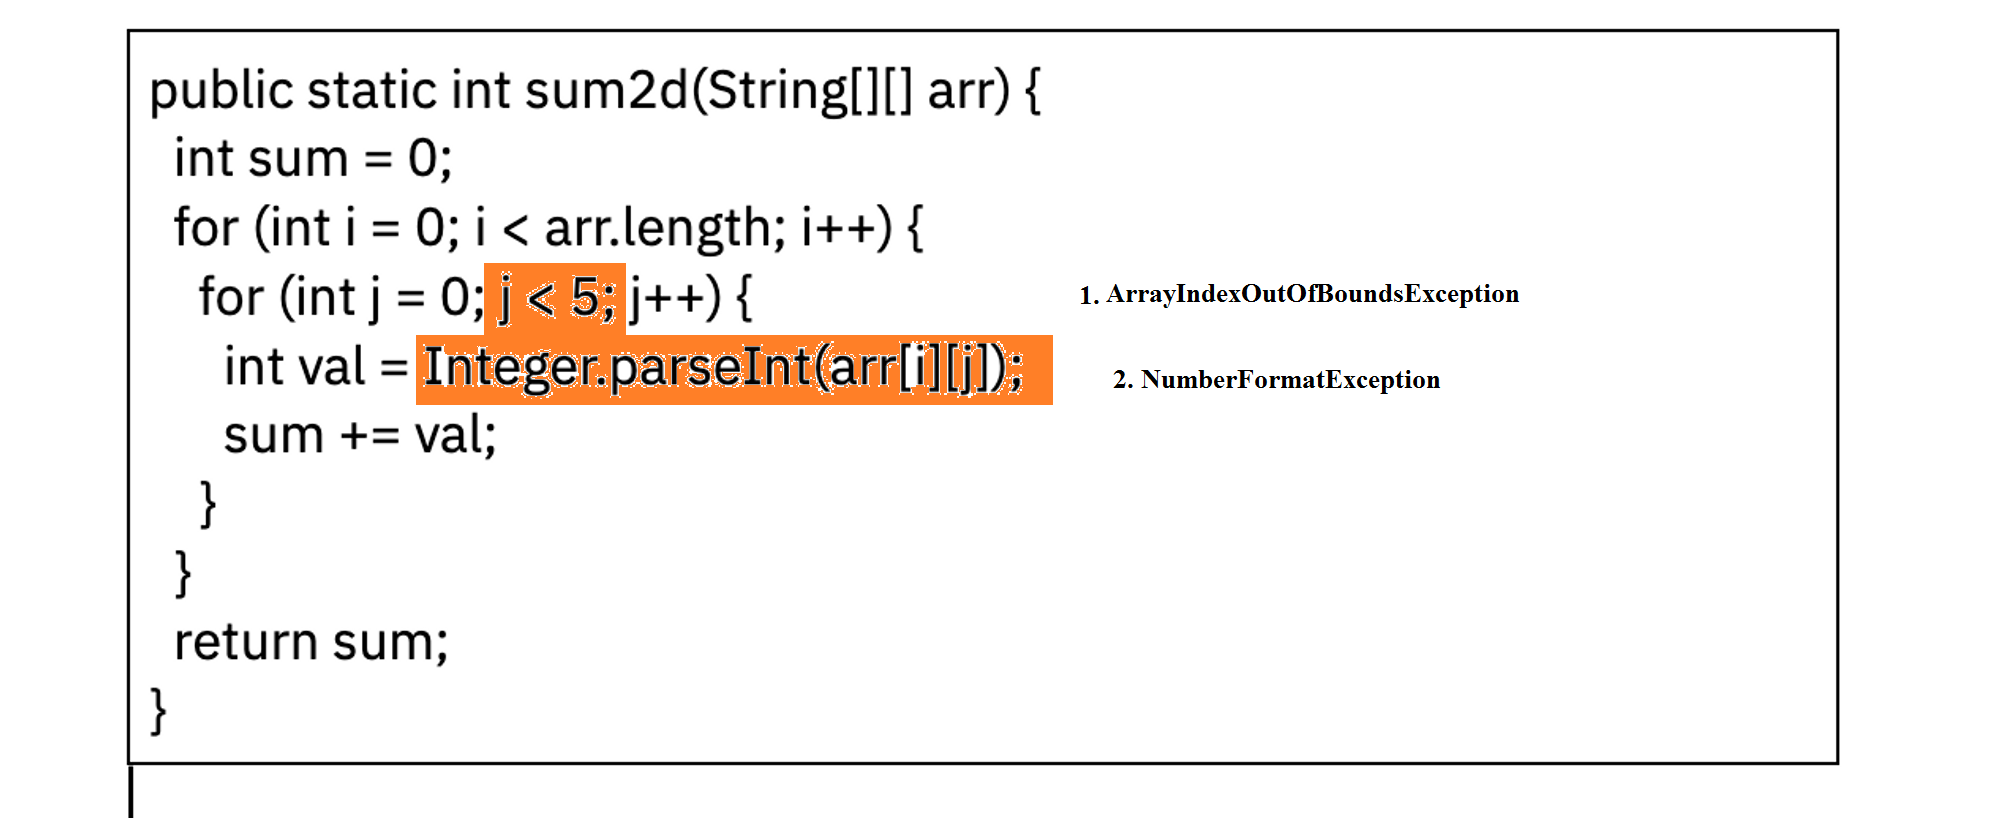 public static int sum2d(String[][] arr) {
int sum = 0;
for (int i = 0; i < arr.length; i++) {
for (int j = 0; j < 5; j++) {
1. ArrayIndexOutOfBoundsException
int val = Integer.parseInt(arr[i][j]);
2. NumberFormatException
sum += val;
}
}
return sum;
}